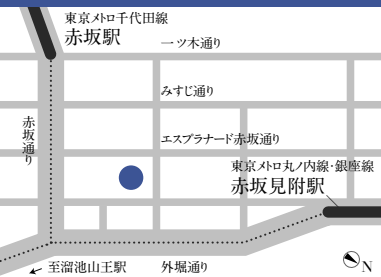 東京メトロ千代田線
赤坂駅
一ツ木通り
みすじ通り
赤坂通り
エスプラナード赤坂通り
東京メトロ丸ノ内線・銀座線
赤坂見附駅
至溜池山王駅
外堀通り
N